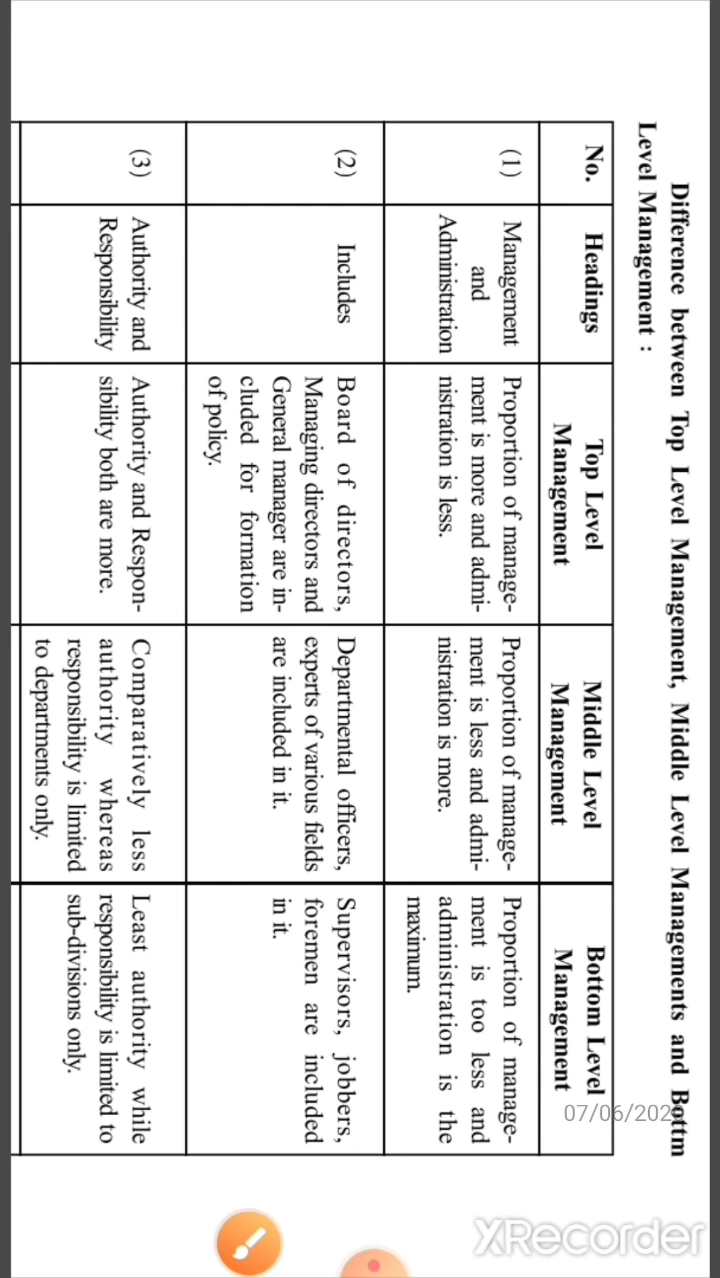 Difference between Top Level Management, Middle Level Managements and Bottm
Level Management :
No.
Headings
Top Level
Management
Middle Level
Management
Bottom Level
Management
(1)
Management
and
Administration
Proportion of manage-
ment is more and admi-
nistration is less.
Proportion of manage-
ment is less and admi-
nistration is more.
Proportion of manage-
ment is too less and
administration is the
maximum.
(2)
Includes
Board of directors,
Managing directors and
General manager are in-
cluded for formation
of policy.
Departmental officers,
experts of various fields
are included in it.
Supervisors, jobbers,
foremen are included
in it.
(3)
Authority and
Responsibility
Authority and Respon-
sibility both are more.
Comparatively less
authority whereas
responsibility is limited
to departments only.
Least authority while
responsibility is limited to
sub-divisions only.
XRecorder